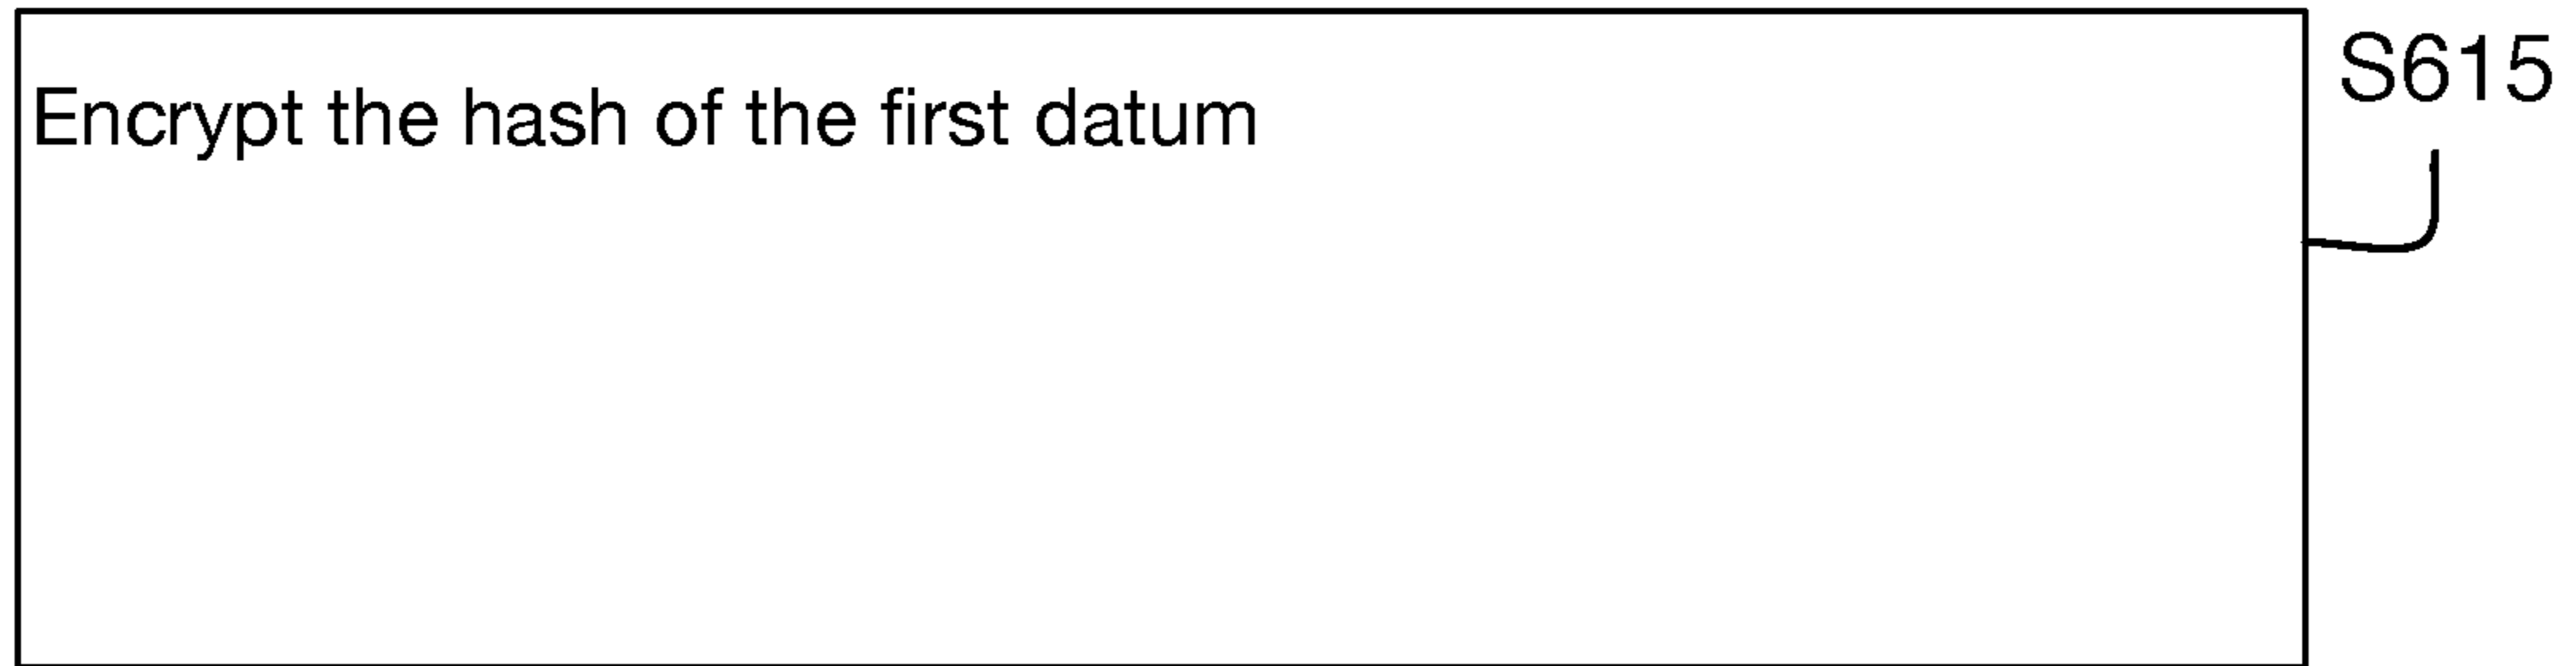 S615
Encrypt the hash of the first datum